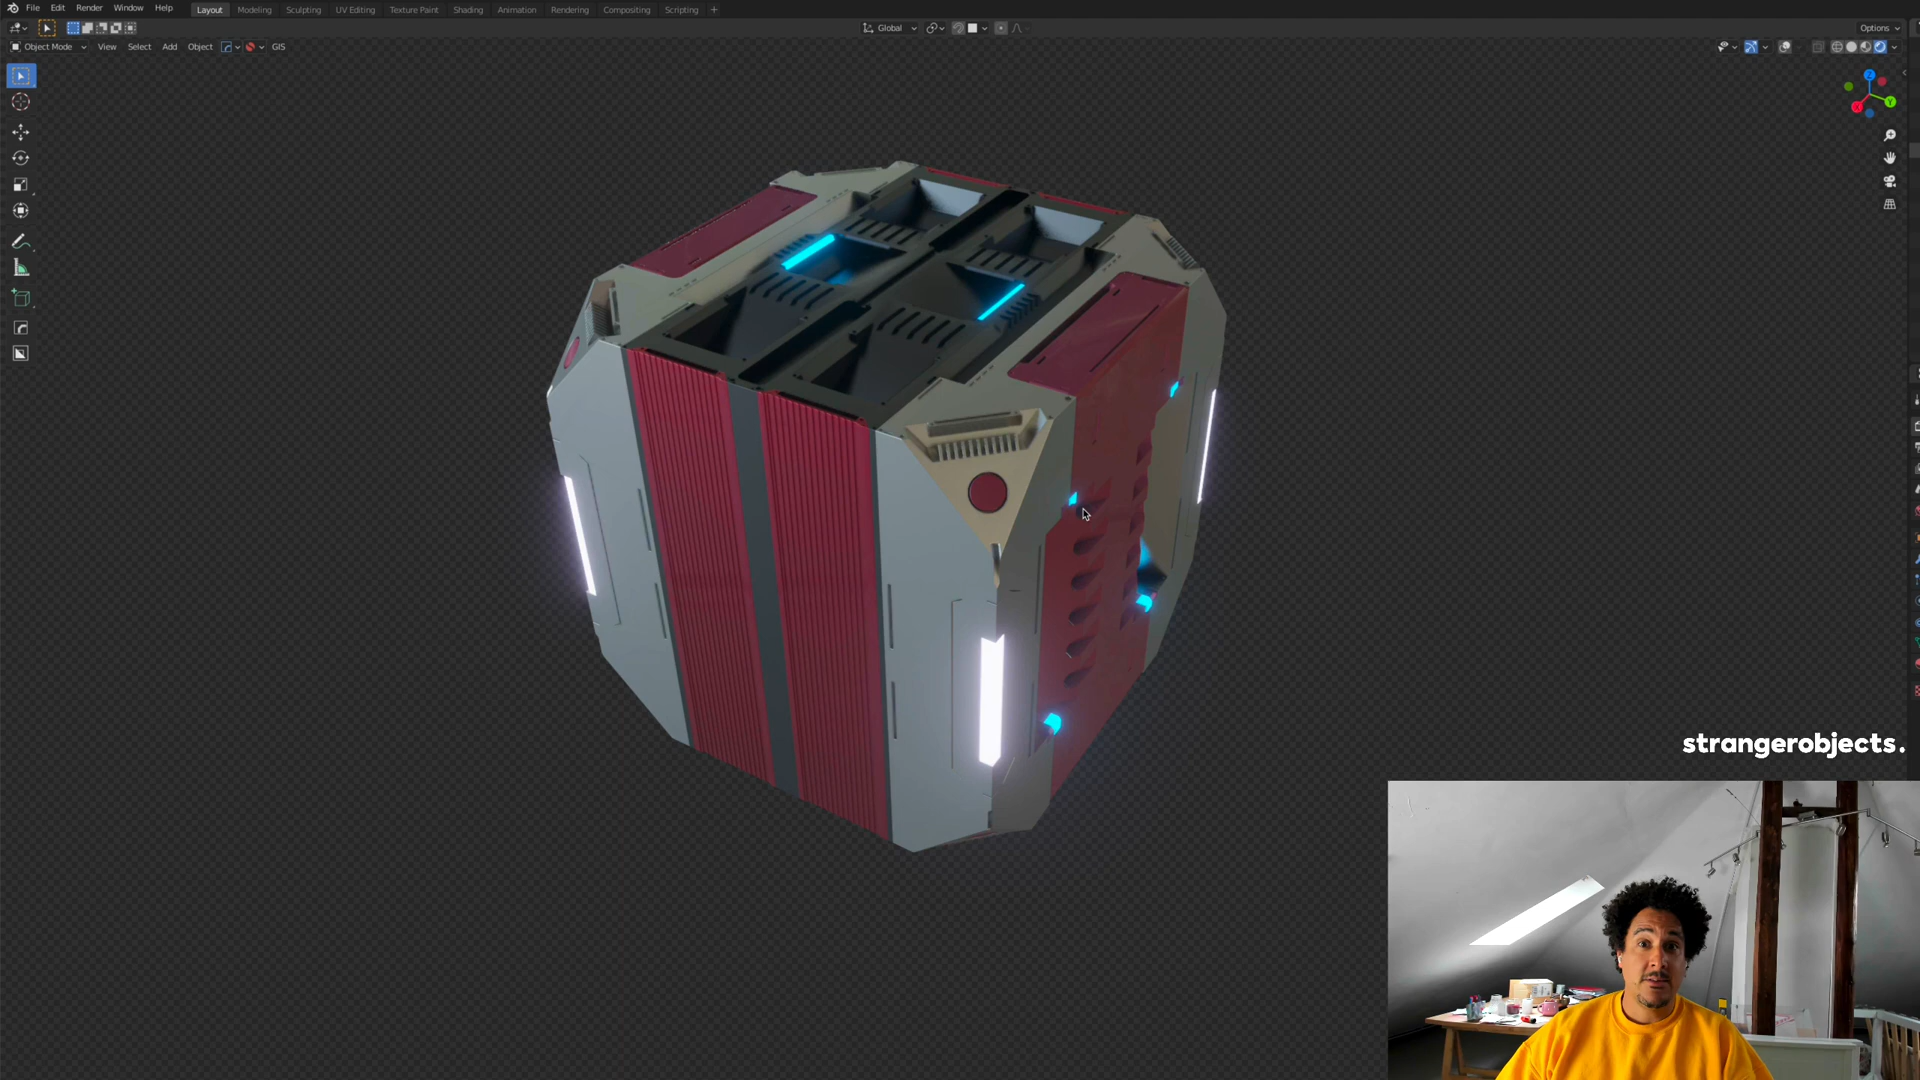 File Edit Render Window Help Layout Modeling Sculpting UV Editing Texture Paint Shading Animation Rendering Compositing Scripting +
Global
Options
Object Mode View Select Add Object GIS
Z
X
Y
strangerobjects.